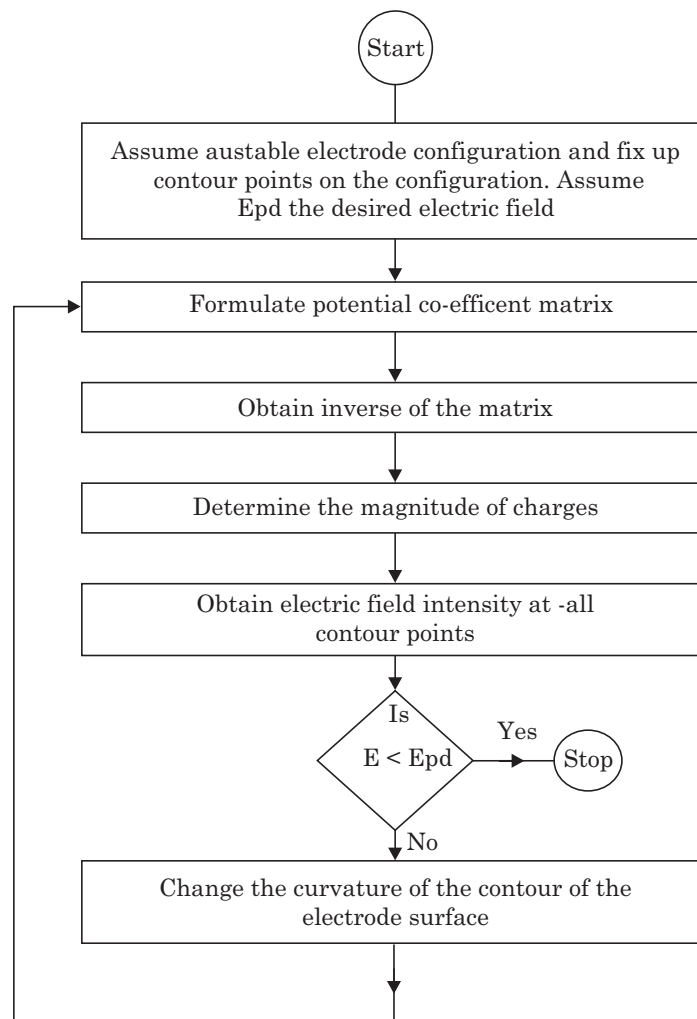 Start
Assume austable electrode configuration and fix up
contour points on the configuration. Assume
Epd the desired electric field
Formulate potential co-efficent matrix
Obtain inverse of the matrix
Determine the magnitude of charges
Obtain electric field intensity at -all
contour points
Is
E < Epd
Yes
Stop
No
Change the curvature of the contour of the
electrode surface